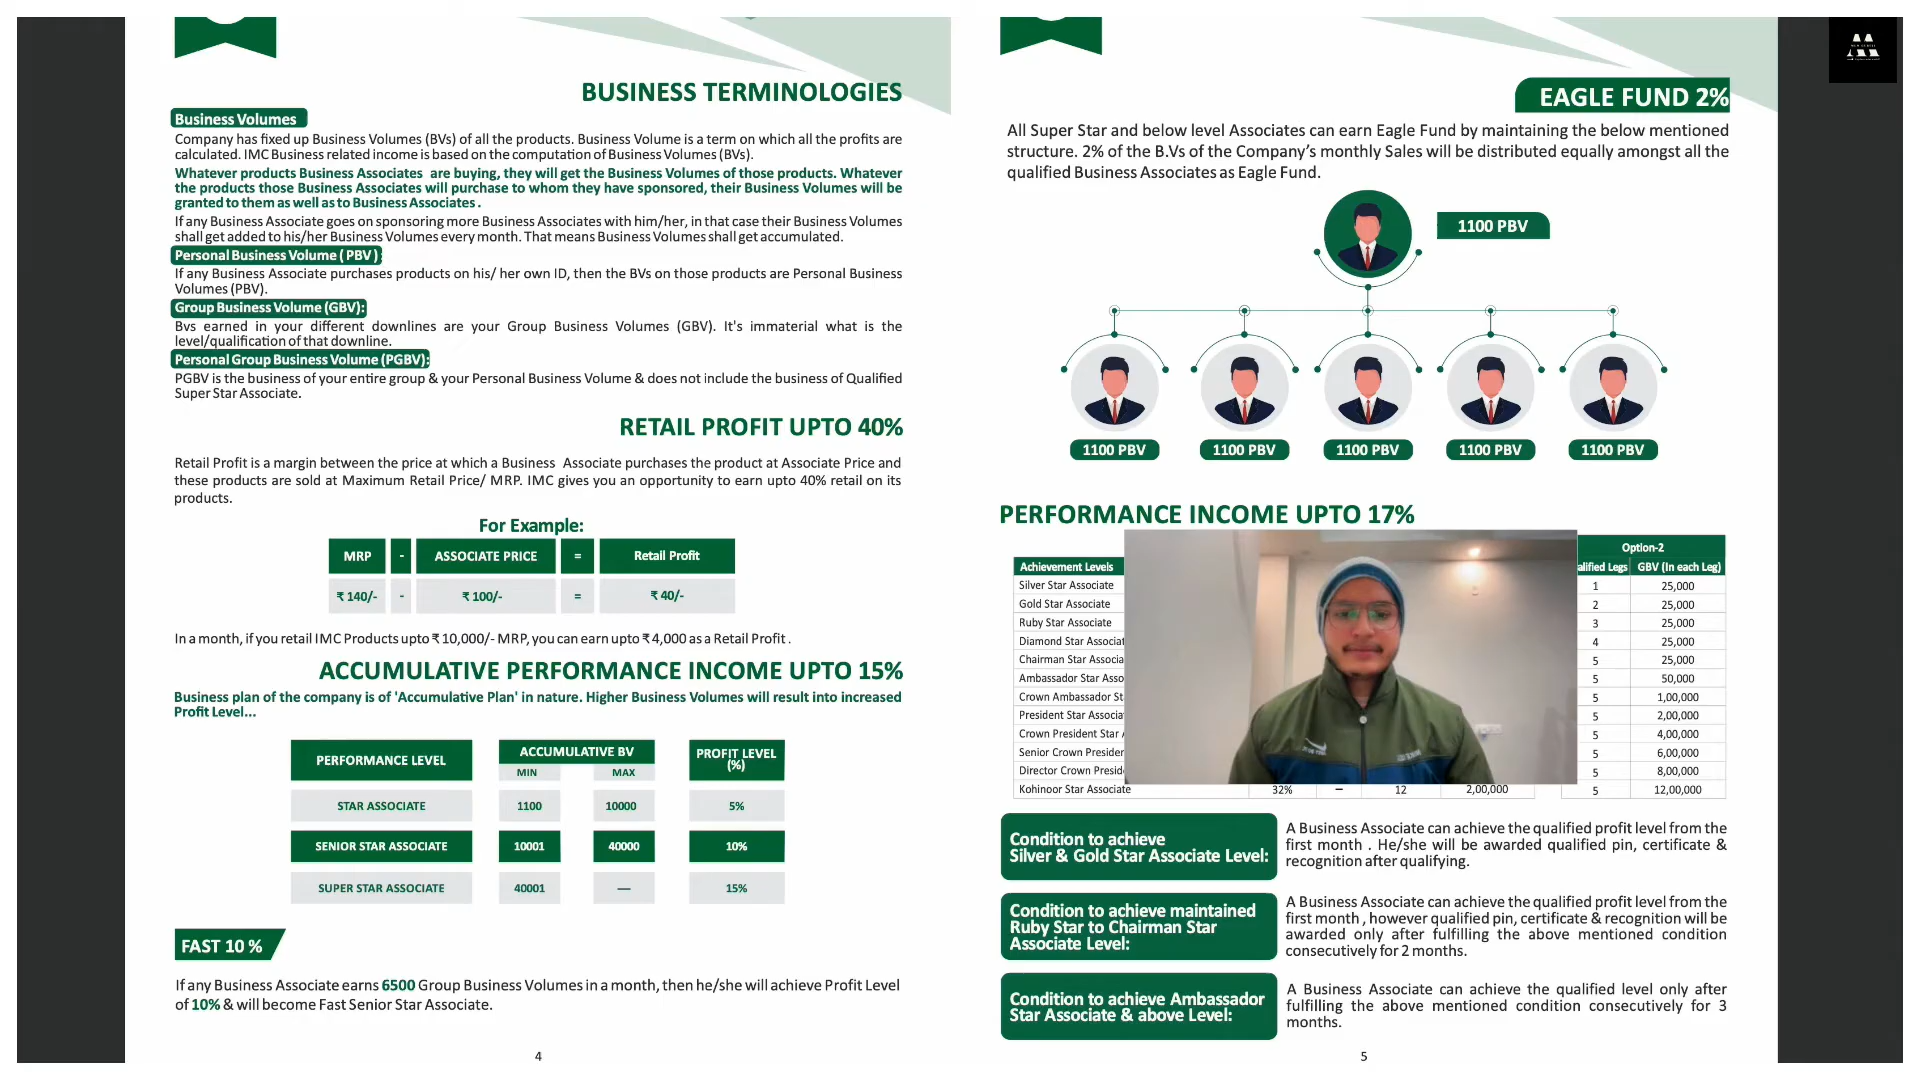 BUSINESS TERMINOLOGIES
Business Volumes
Company has fixed up Business Volumes (BVs) of all the products. Business Volume is a term on which all the profits are
calculated. IMC Business related income is based on the computation of Business Volumes (BVs).
Whatever products Business Associates are buying, they will get the Business Volumes of those products. Whatever
the products those Business Associates will purchase to whom they have sponsored, their Business Volumes will be
granted to them as well as to Business Associates .
If any Business Associate goes on sponsoring more Business Associates with him/her, in that case their Business Volumes
shall get added to his/her Business Volumes every month. That means Business Volumes shall get accumulated.
Personal Business Volume ( PBV ):
If any Business Associate purchases products on his/ her own ID, then the BVs on those products are Personal Business
Volumes (PBV).
Group Business Volume (GBV):
Bvs earned in your different downlines are your Group Business Volumes (GBV). It's immaterial what is the
level/qualification of that downline.
Personal Group Business Volume (PGBV):
PGBV is the business of your entire group & your Personal Business Volume & does not include the business of Qualified
Super Star Associate.
RETAIL PROFIT UPTO 40%
Retail Profit is a margin between the price at which a Business Associate purchases the product at Associate Price and
these products are sold at Maximum Retail Price/ MRP. IMC gives you an opportunity to earn upto 40% retail on its
products.
For Example:
MRP - ASSOCIATE PRICE = Retail Profit
₹ 140/- - ₹ 100/- = ₹ 40/-
In a month, if you retail IMC Products upto ₹ 10,000/- MRP, you can earn upto ₹ 4,000 as a Retail Profit .
ACCUMULATIVE PERFORMANCE INCOME UPTO 15%
Business plan of the company is of 'Accumulative Plan' in nature. Higher Business Volumes will result into increased
Profit Level...
PERFORMANCE LEVEL ACCUMULATIVE BV PROFIT LEVEL
(%)
MIN MAX
STAR ASSOCIATE 1100 10000 5%
SENIOR STAR ASSOCIATE 10001 40000 10%
SUPER STAR ASSOCIATE 40001 — 15%
FAST 10 %
If any Business Associate earns 6500 Group Business Volumes in a month, then he/she will achieve Profit Level
of 10% & will become Fast Senior Star Associate.
4
EAGLE FUND 2%
All Super Star and below level Associates can earn Eagle Fund by maintaining the below mentioned
structure. 2% of the B.Vs of the Company's monthly Sales will be distributed equally amongst all the
qualified Business Associates as Eagle Fund.
1100 PBV
1100 PBV 1100 PBV 1100 PBV 1100 PBV 1100 PBV
PERFORMANCE INCOME UPTO 17%
Option-2
Achievement Levels alified Legs GBV (In each Leg)
Silver Star Associate 1 25,000
Gold Star Associate 2 25,000
Ruby Star Associate 3 25,000
Diamond Star Associat 4 25,000
Chairman Star Associa 5 25,000
Ambassador Star Asso 5 50,000
Crown Ambassador St 5 1,00,000
President Star Associa 5 2,00,000
Crown President Star 5 4,00,000
Senior Crown Presiden 5 6,00,000
Director Crown Presid 5 8,00,000
Kohinoor Star Associate 32% — 12 2,00,000 5 12,00,000
Condition to achieve
Silver & Gold Star Associate Level:
A Business Associate can achieve the qualified profit level from the
first month . He/she will be awarded qualified pin, certificate &
recognition after qualifying.
Condition to achieve maintained
Ruby Star to Chairman Star
Associate Level:
A Business Associate can achieve the qualified profit level from the
first month , however qualified pin, certificate & recognition will be
awarded only after fulfilling the above mentioned condition
consecutively for 2 months.
Condition to achieve Ambassador
Star Associate & above Level:
A Business Associate can achieve the qualified level only after
fulfilling the above mentioned condition consecutively for 3
months.
5